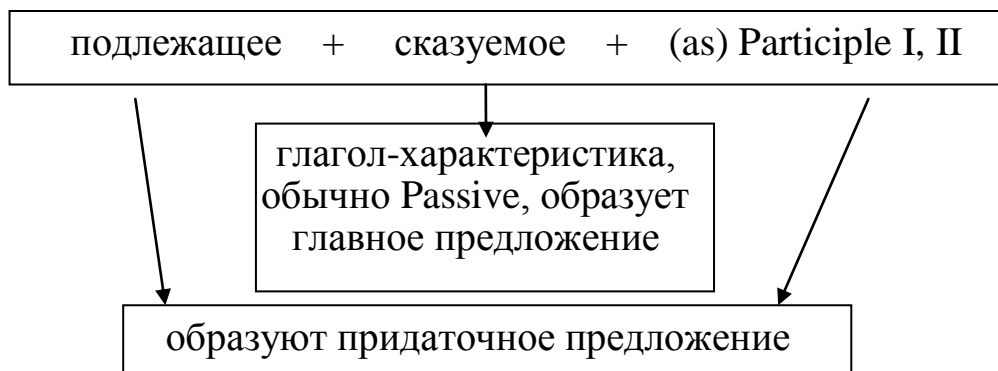 подлежащее + сказуемое + (as) Participle I, II
глагол-характеристика,
обычно Passive, образует
главное предложение
образуют придаточное предложение